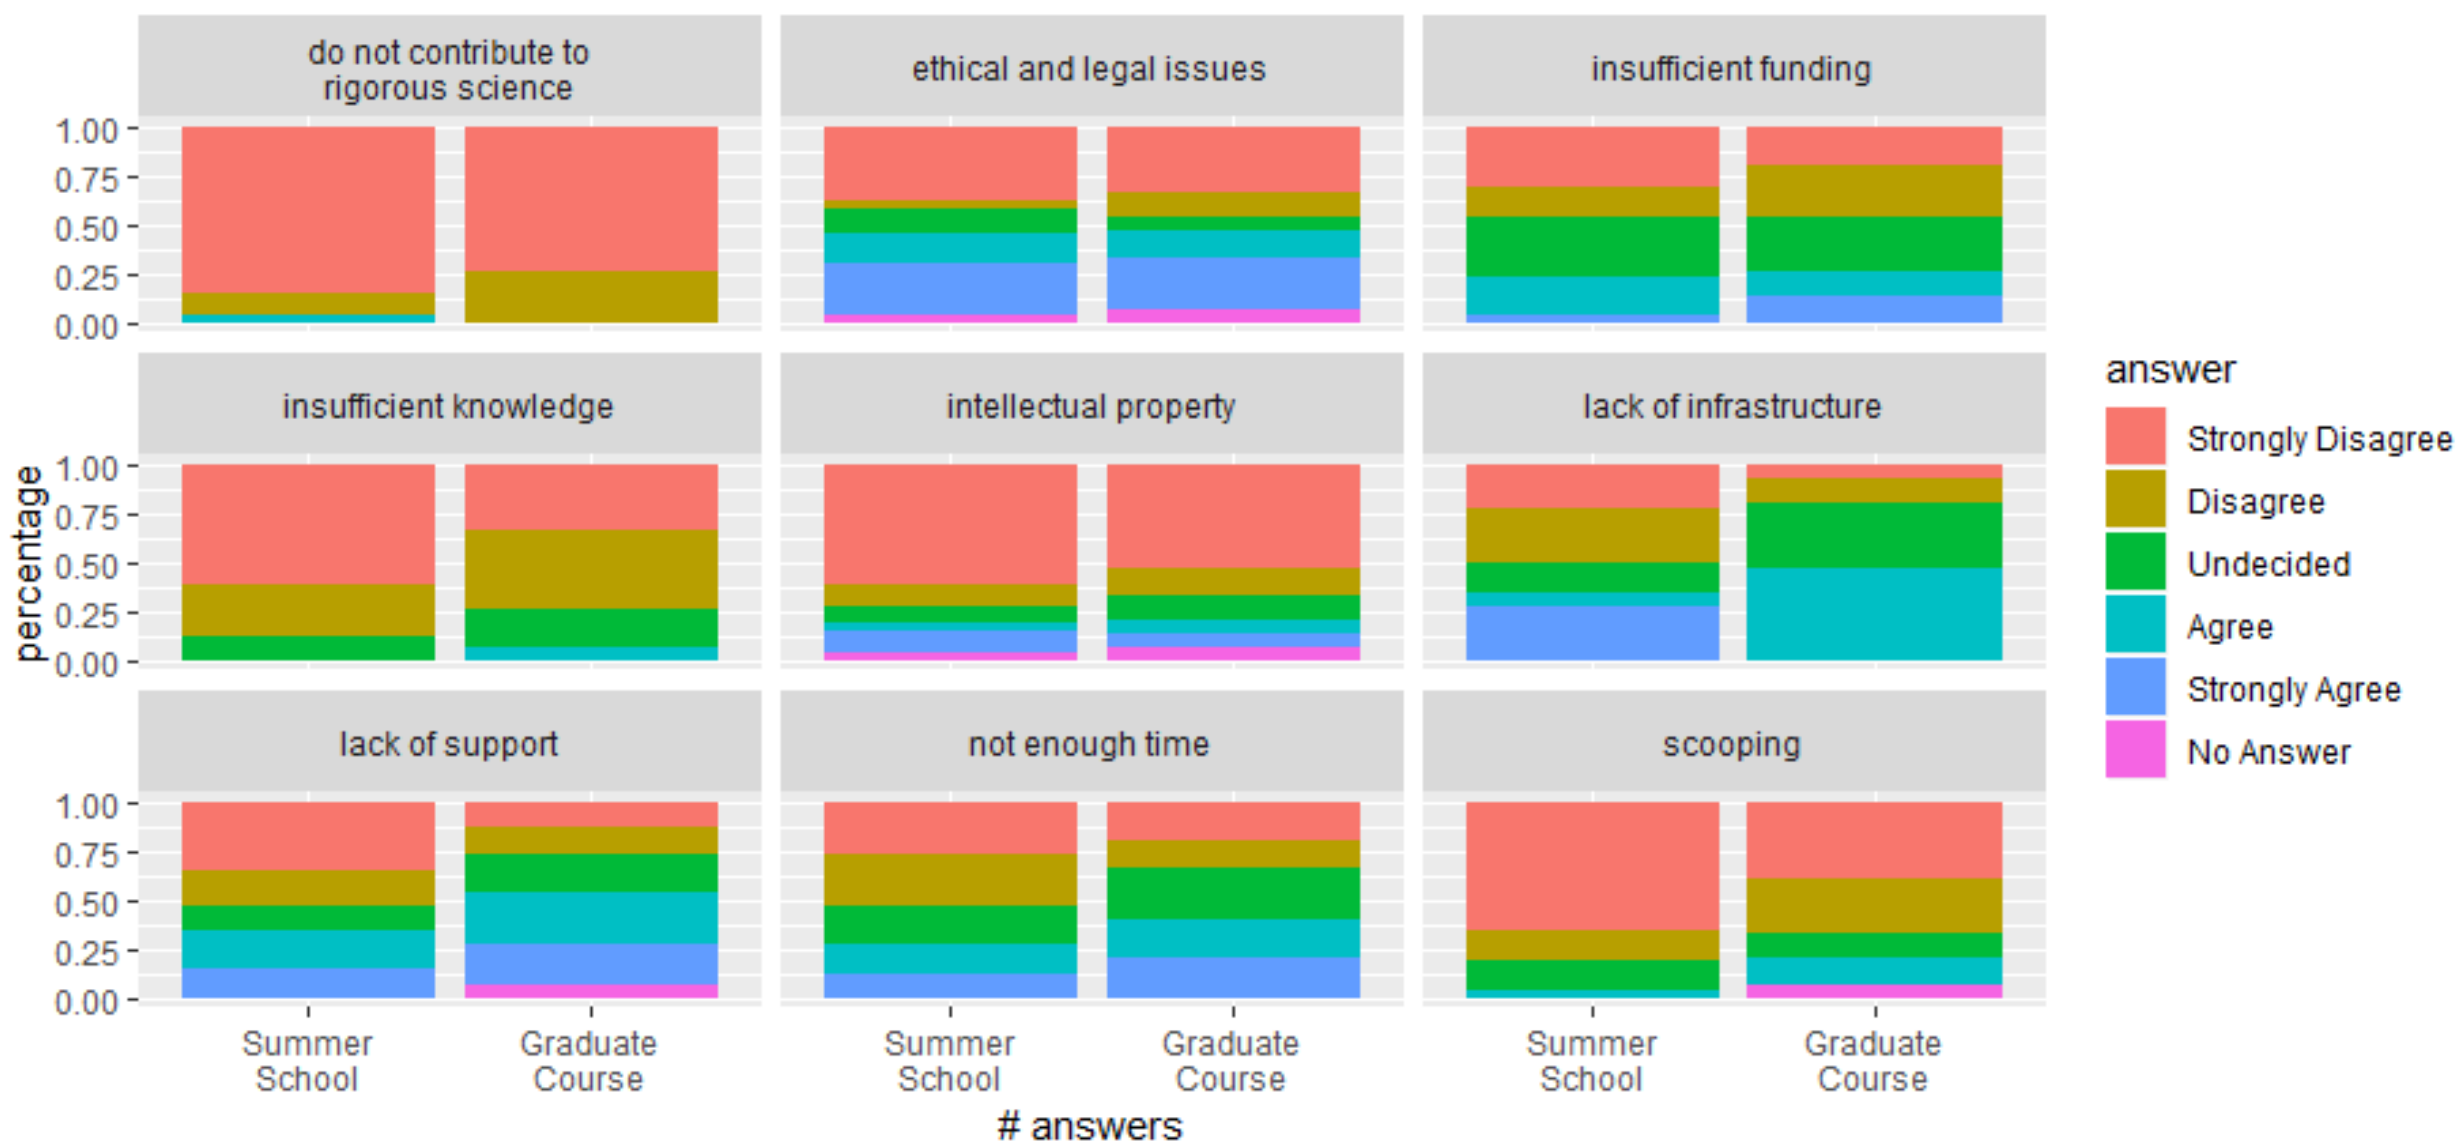 do not contribute to
rigorous science
ethical and legal issues
insufficient funding
1.00
0.75
0.50
0.25
0.00
insufficient knowledge
intellectual property
lack of infrastructure
1.00
0.75
0.50
0.25
0.00
lack of support
not enough time
scooping
1.00
0.75
0.50
0.25
0.00
Summer
School
Graduate
Course
Summer
School
Graduate
Course
Summer
School
Graduate
Course
# answers
percentage
answer
Strongly Disagree
Disagree
Undecided
Agree
Strongly Agree
No Answer